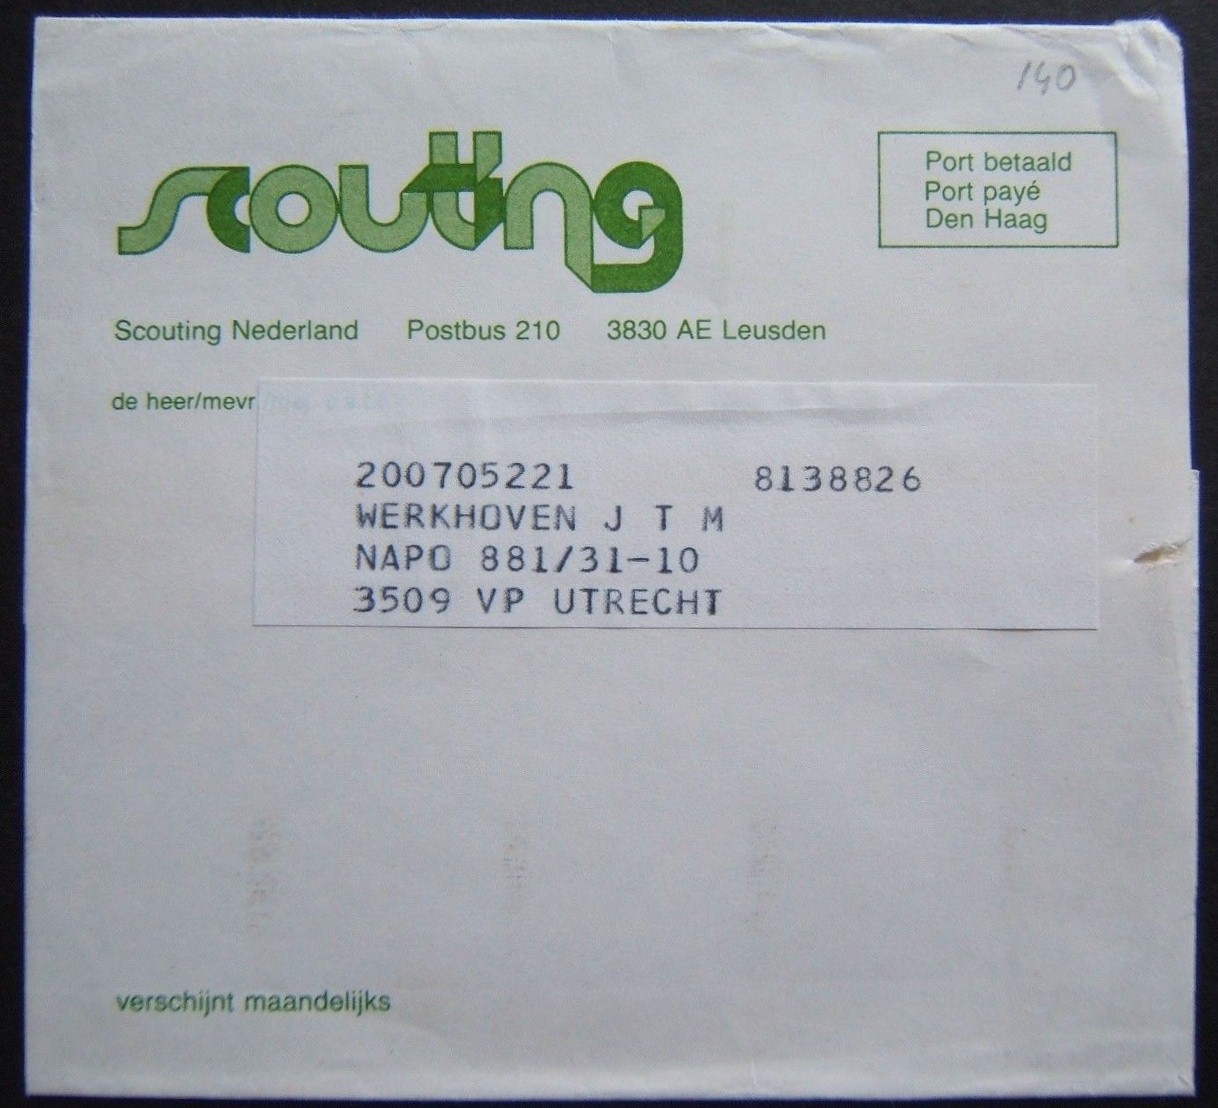 140
scouting
Port betaald
Port payé
Den Haag
Scouting Nederland Postbus 210 3830 AE Leusden
de heer/mevr
200705221 8138826
WERKHOVEN J T M
NAPO 881/31-10
3509 VP UTRECHT
verschijnt maandelijks